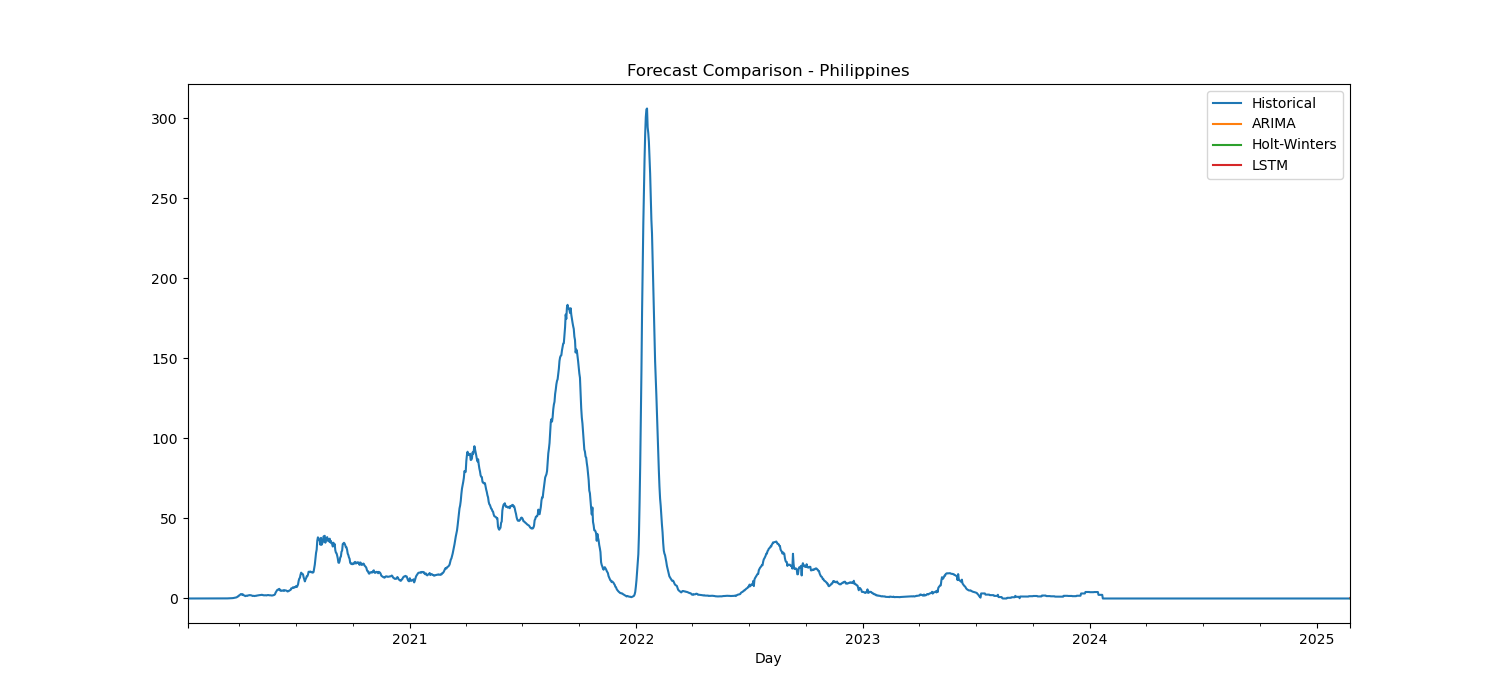 Forecast Comparison - Philippines
Historical
ARIMA
Holt-Winters
LSTM
300
250
200
150
100
50
0
2021 2022 2023 2024 2025
Day